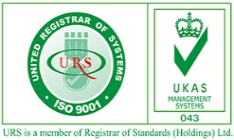 UNITED REGISTRAR OF SYSTEMS
URS
ISO 9001
UKAS
MANAGEMENT
SYSTEMS
043
URS is a member of Registrar of Standards (Holdings) Ltd.